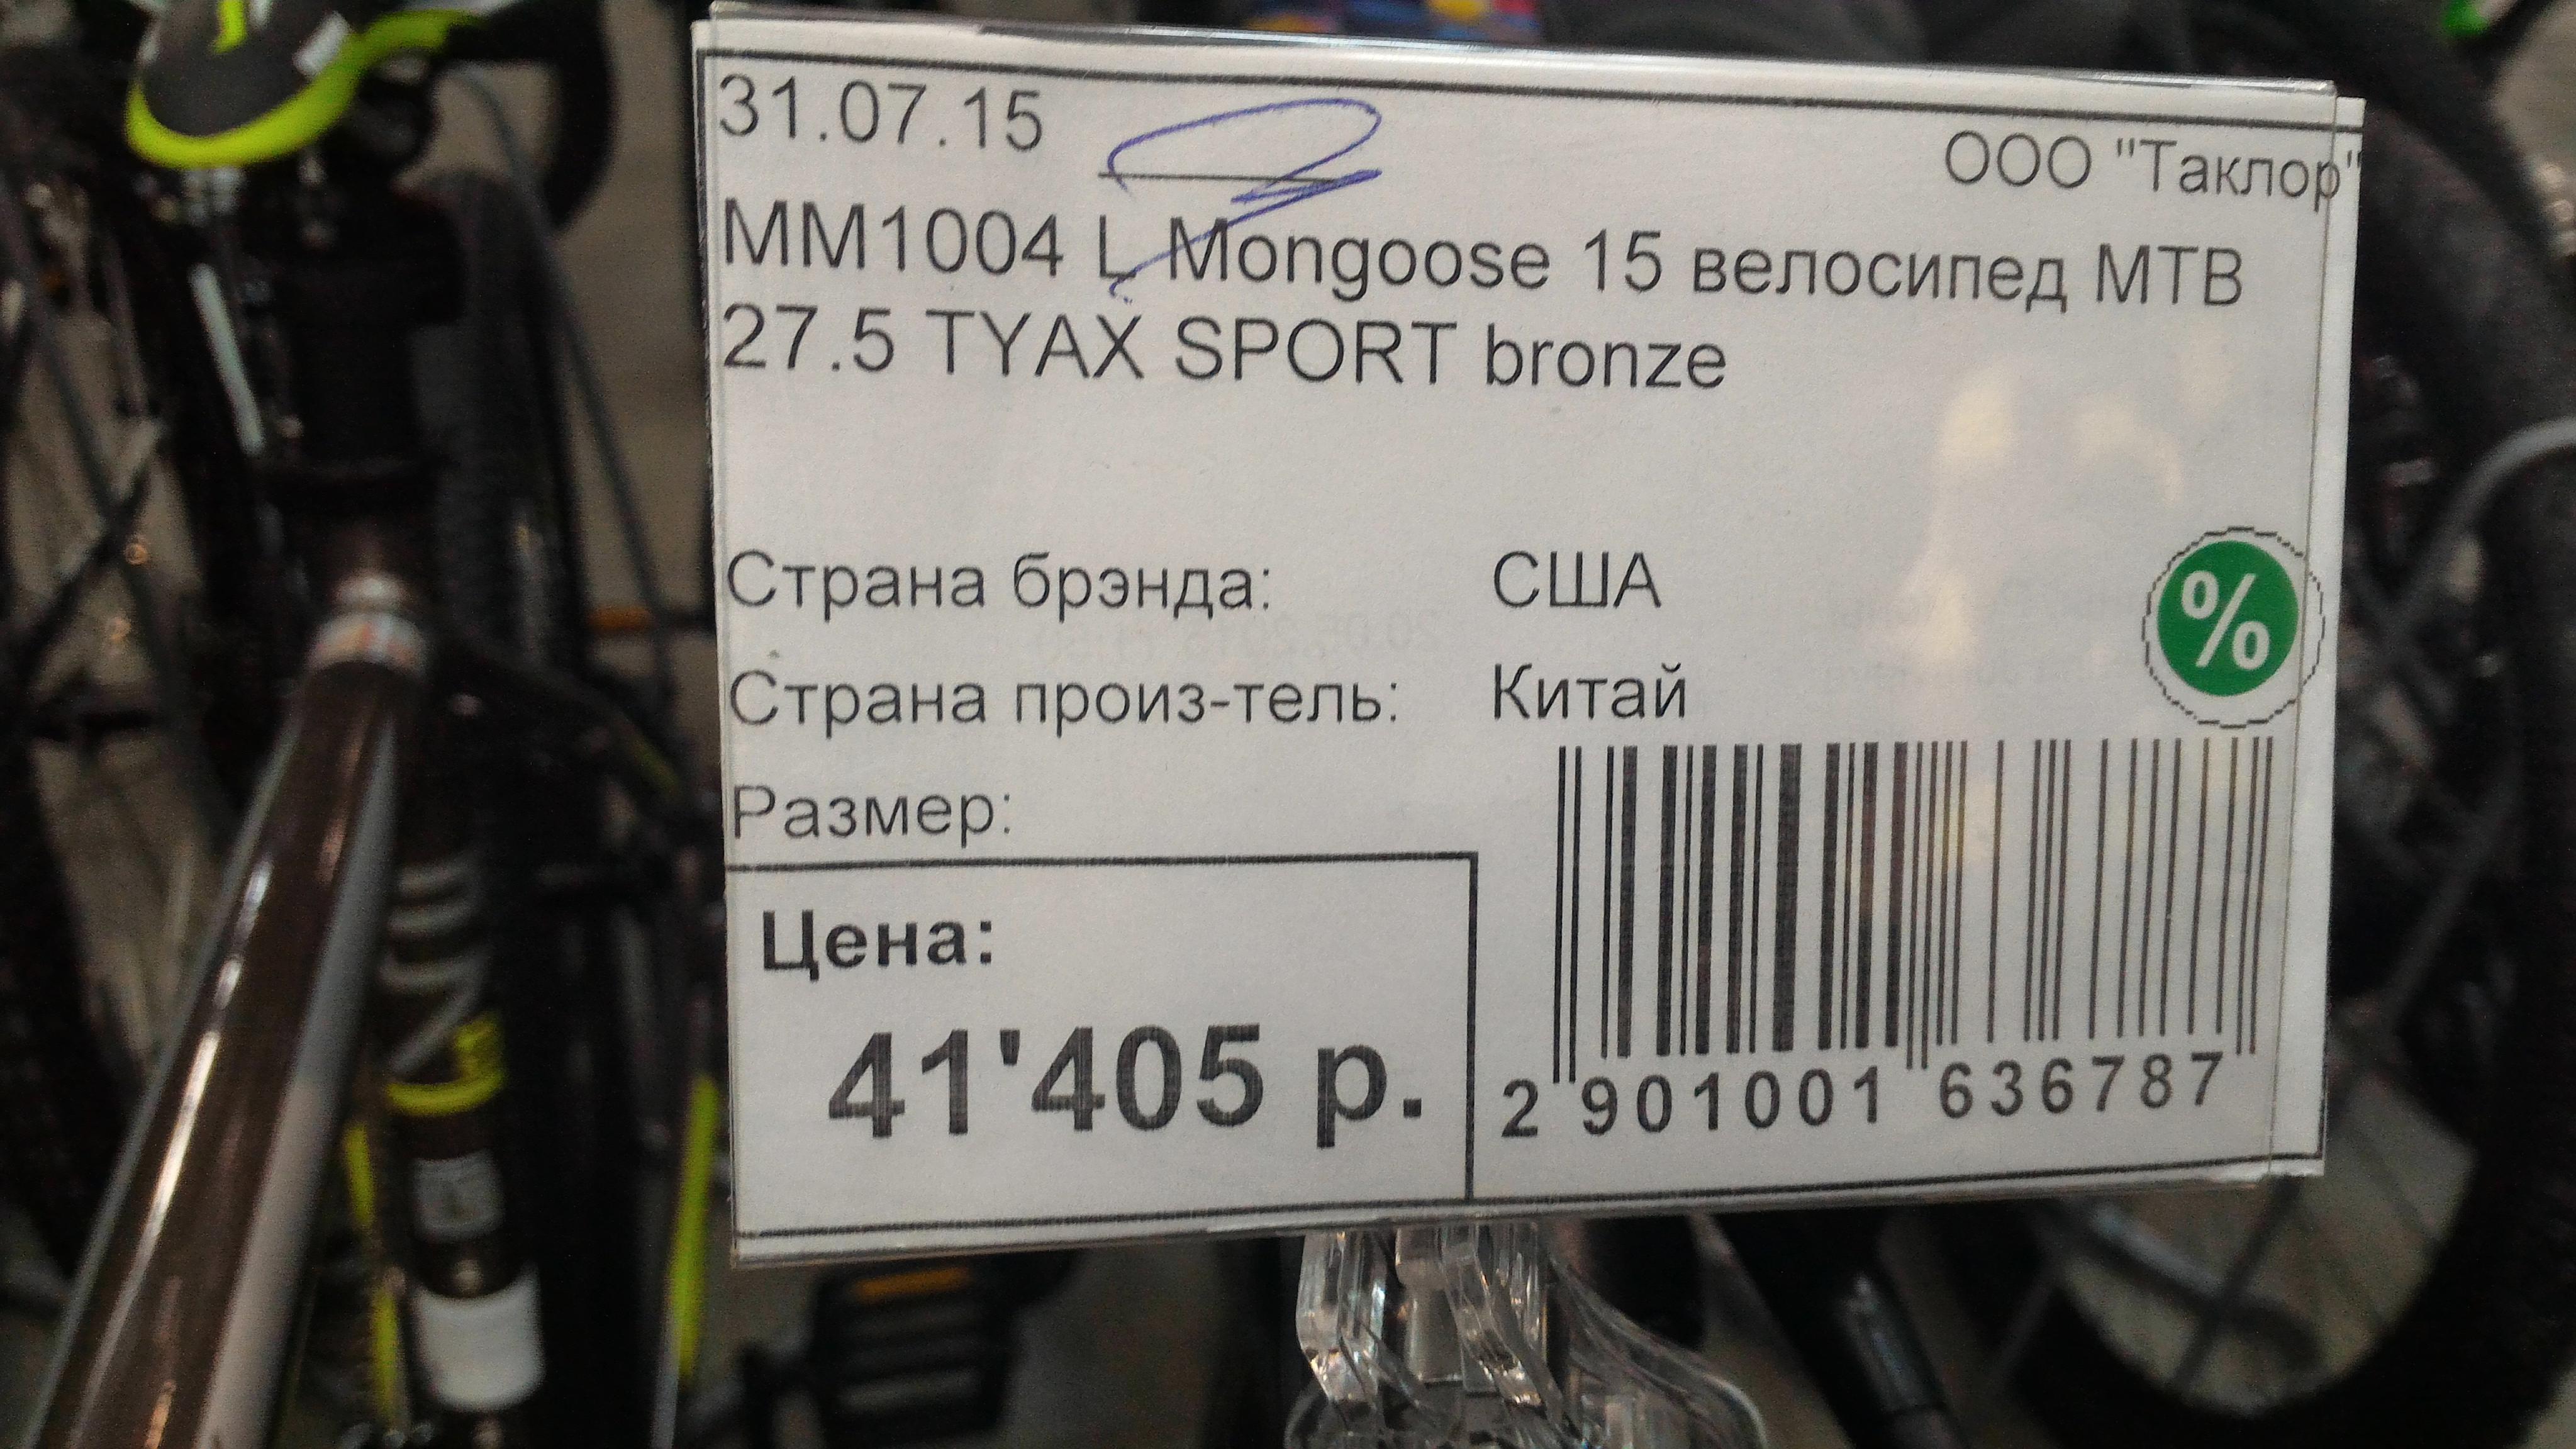 31.07.15
ООО "Таклор"
MM1004 L Mongoose 15 велосипед MTB
27.5 TYAX SPORT bronze
Страна брэнда: США
Страна произ-тель: Китай
%
Размер:
Цена:
41'405 р.
2 901001 636787